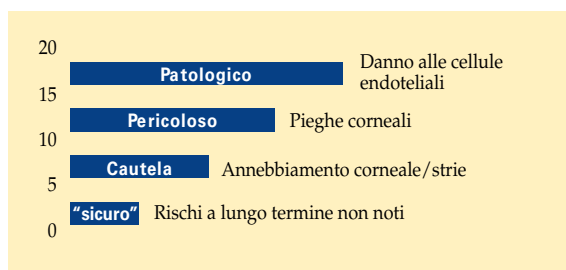 20
Patologico
Danno alle cellule
endoteliali
15
Pericoloso
Pieghe corneali
10
Cautela
Annebbiamento corneale/strie
5
"sicuro"
Rischi a lungo termine non noti
0